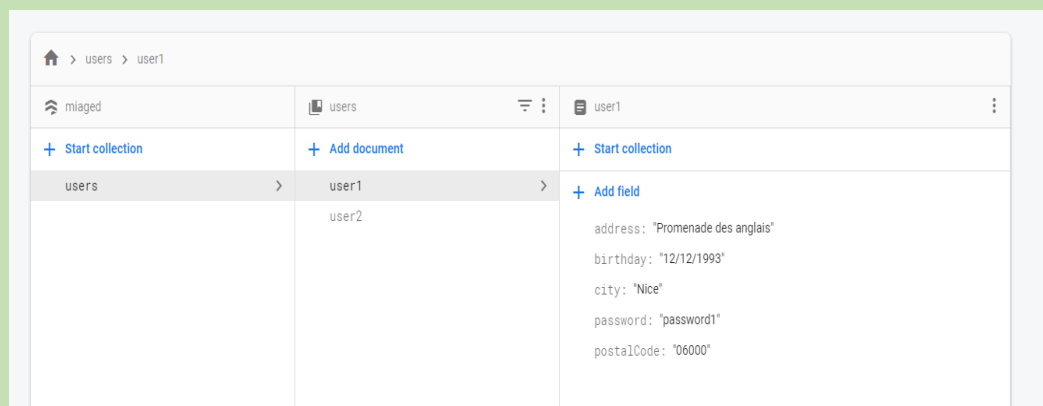 users > user1
miaged
users
user1
+ Start collection
+ Add document
+ Start collection
users
user1
user2
+ Add field
address: "Promenade des anglais"
birthday: "12/12/1993"
city: "Nice"
password: "password1"
postalCode: "06000"